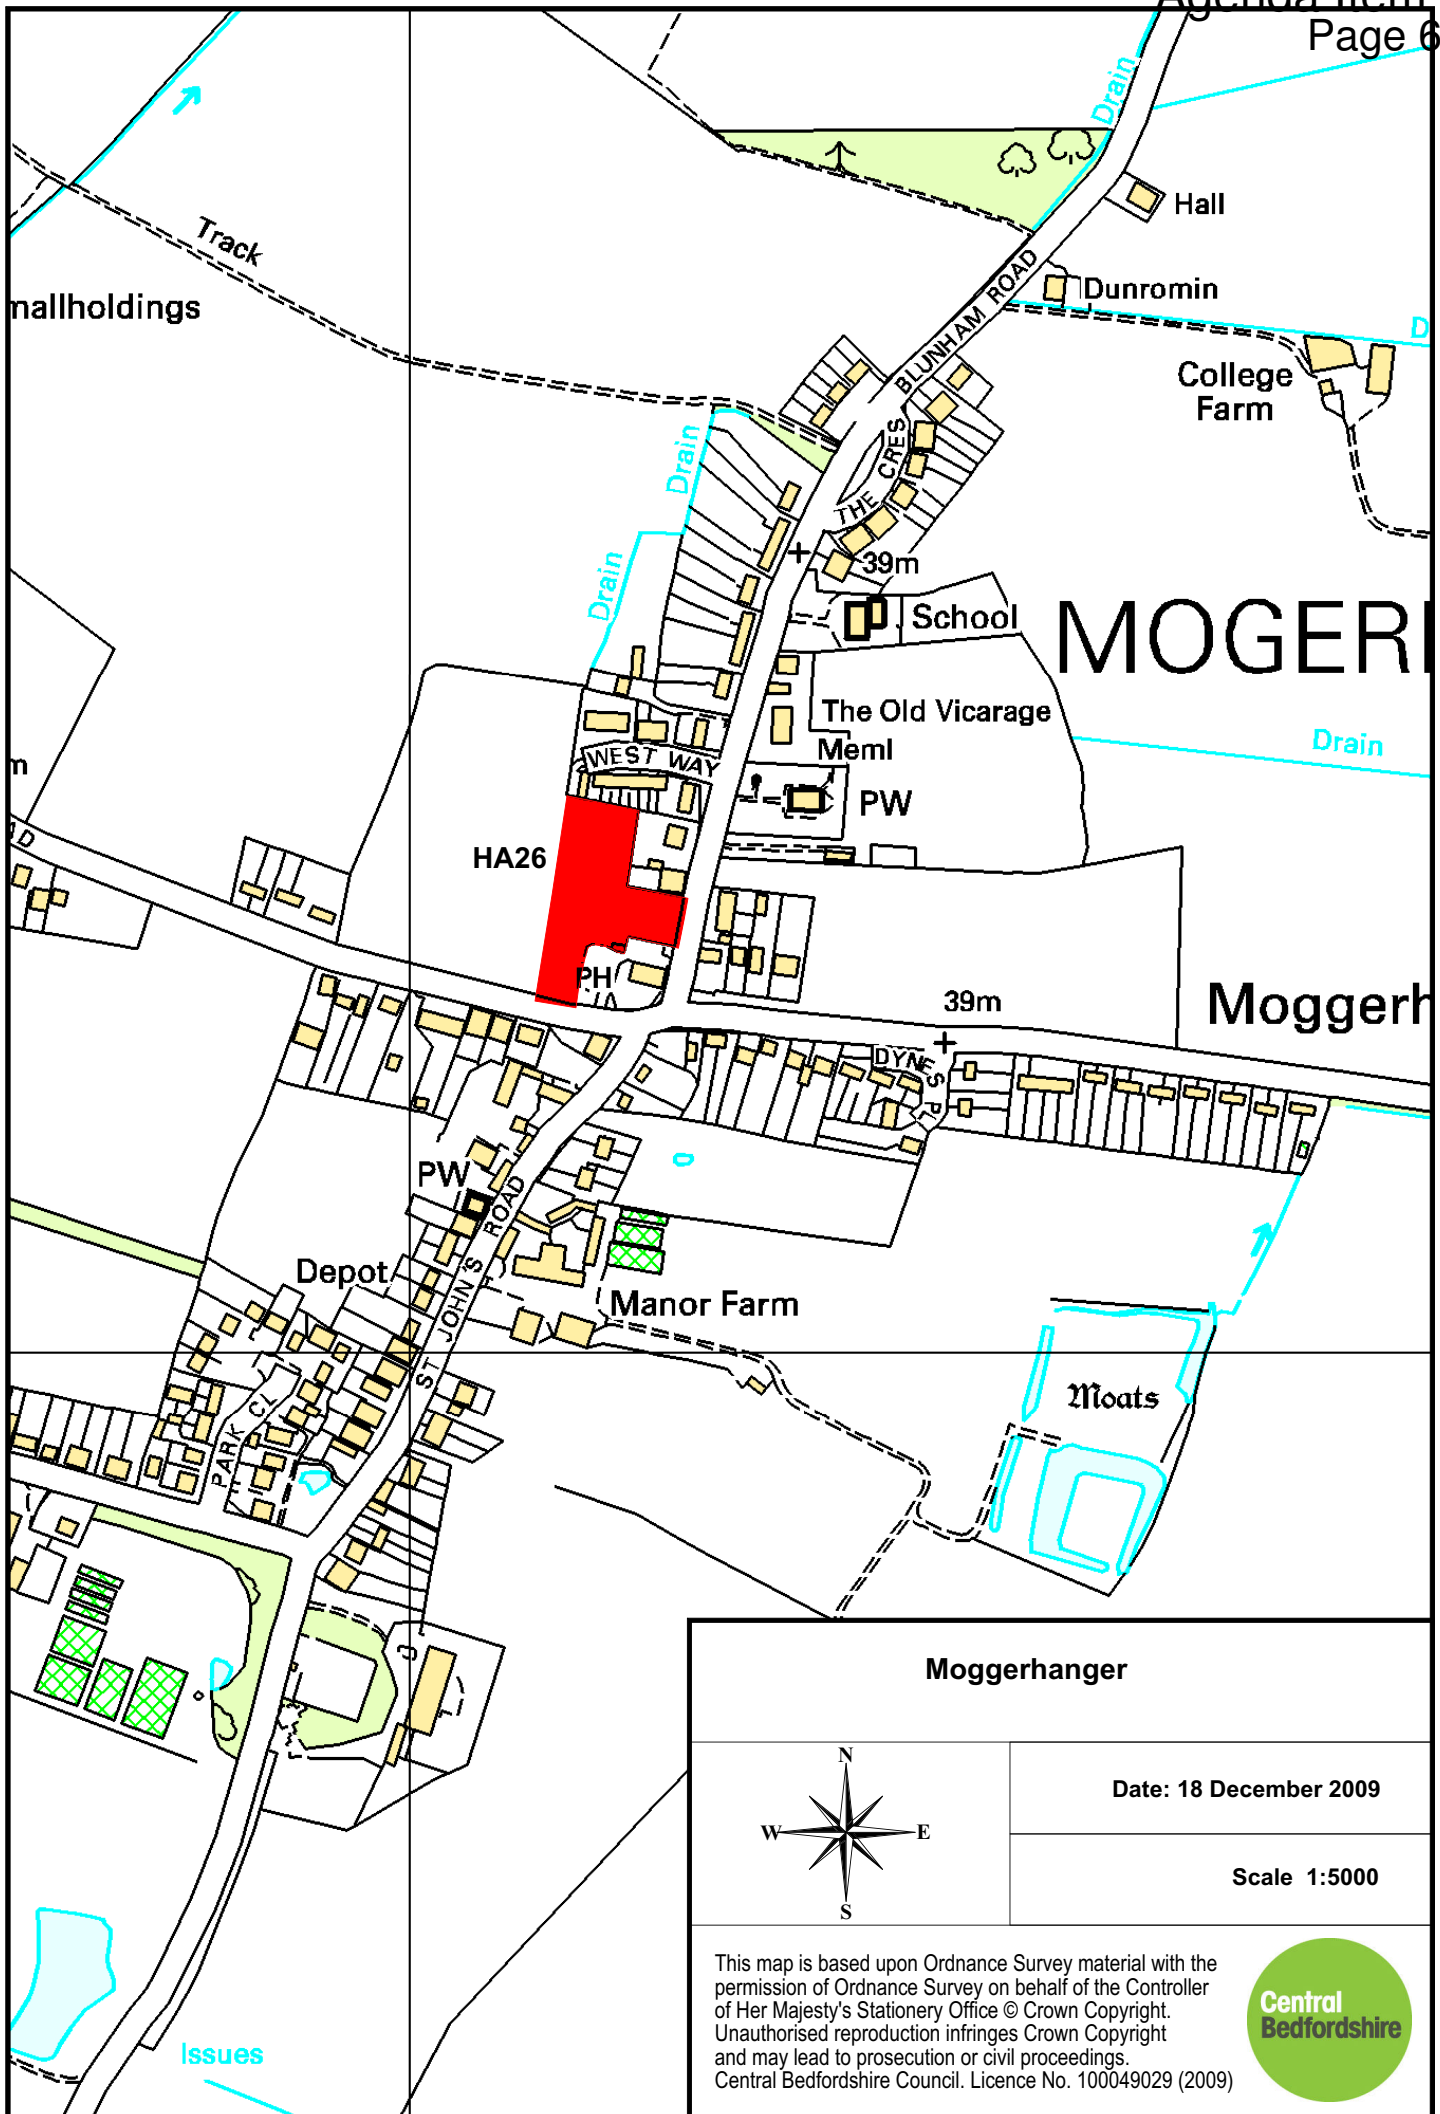 Agenda Item
Page 6
Drain
Hall
Track
BLUNHAM ROAD
Dunromin
mallholdings
D
College
Farm
Drain
THE CRES
39m
Drain
School
MOGER
The Old Vicarage
Meml
Drain
WEST WAY
PW
HA26
PH
39m
Moggerh
DYNES PL
PW
ST JOHN'S ROAD
Depot
Manor Farm
Moats
PARK CL
Moggerhanger
N
W E
S
Date: 18 December 2009
Scale 1:5000
This map is based upon Ordnance Survey material with the
permission of Ordnance Survey on behalf of the Controller
of Her Majesty's Stationery Office © Crown Copyright.
Unauthorised reproduction infringes Crown Copyright
and may lead to prosecution or civil proceedings.
Central Bedfordshire Council. Licence No. 100049029 (2009)
Central
Bedfordshire
Issues